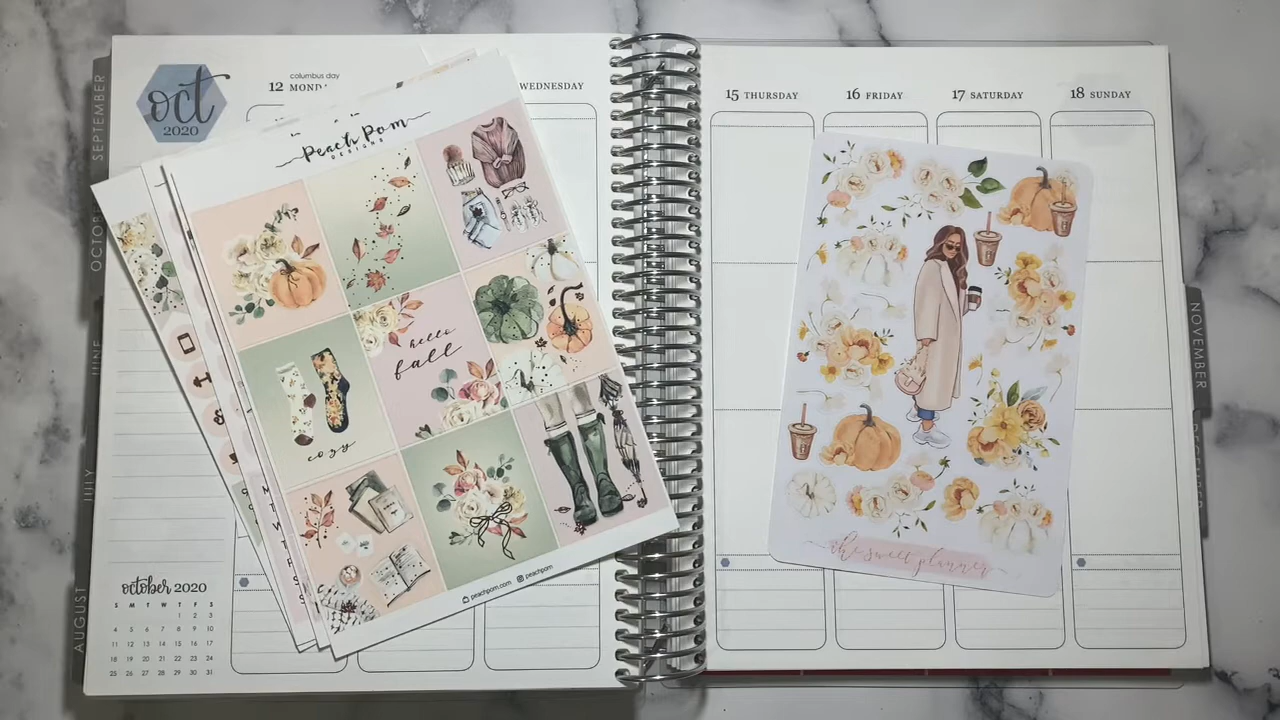 oct
2020
columbus day
12
WEDNESDAY
15 THURSDAY
16 FRIDAY
17 SATURDAY
18 SUNDAY
SEPTEMBER
JUNE
JULY
AUGUST
NOVEMBER
Peach Pom
DESIGNS
hello
fall
cozy
peachpom.com peachpom
the sweet planner
M
T
W
T
F
S
S
october 2020
S M T W T F S
1 2 3
4 5 6 7 8 9 10
11 12 13 14 15 16 17
18 19 20 21 22 23 24
25 26 27 28 29 30 31